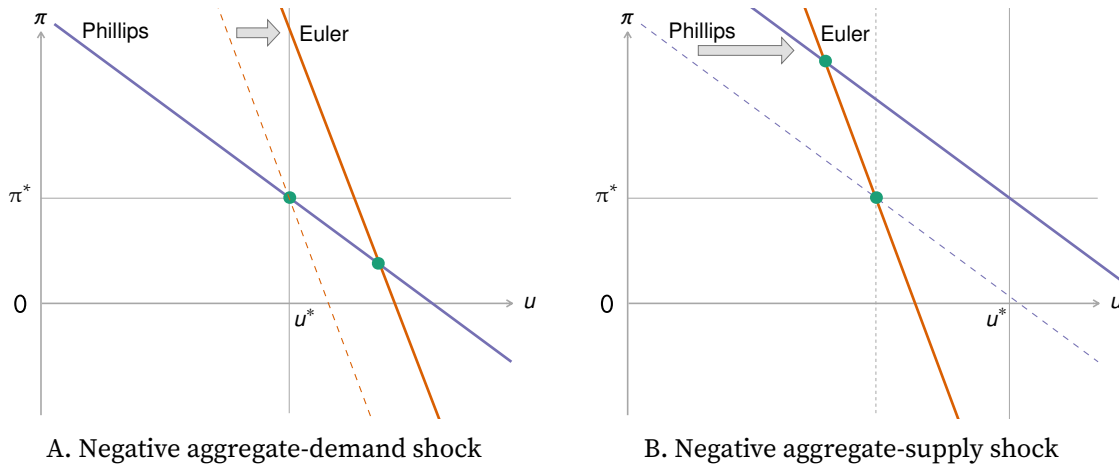 π
Phillips
Euler
π*
0
u
u*
A. Negative aggregate-demand shock
π
Phillips
Euler
π*
0
u
u*
B. Negative aggregate-supply shock